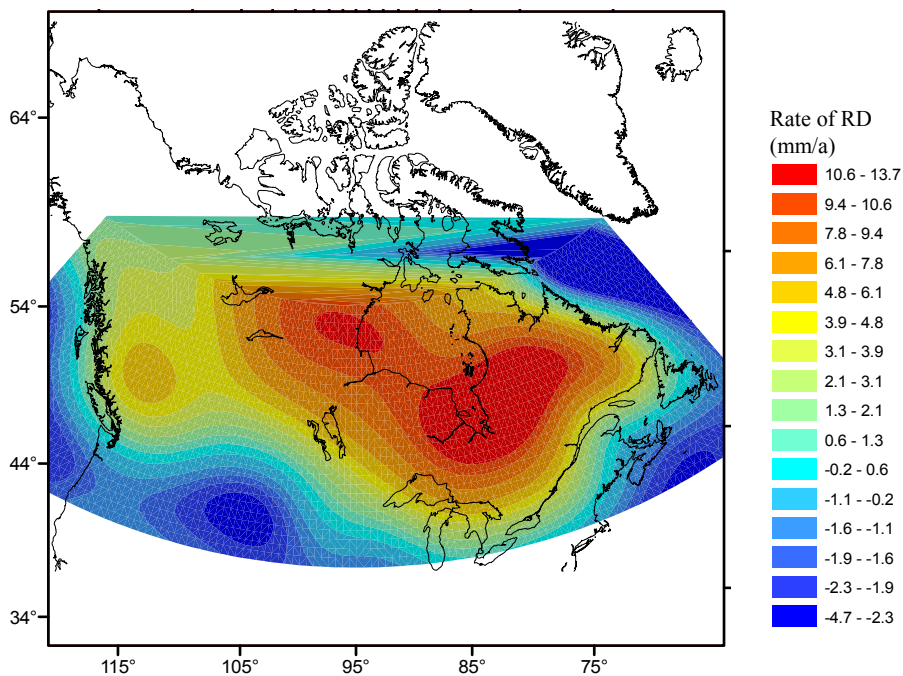 64°
54°
44°
34°
115°
105°
95°
85°
75°
Rate of RD
(mm/a)
10.6 - 13.7
9.4 - 10.6
7.8 - 9.4
6.1 - 7.8
4.8 - 6.1
3.9 - 4.8
3.1 - 3.9
2.1 - 3.1
1.3 - 2.1
0.6 - 1.3
-0.2 - 0.6
-1.1 - -0.2
-1.6 - -1.1
-1.9 - -1.6
-2.3 - -1.9
-4.7 - -2.3